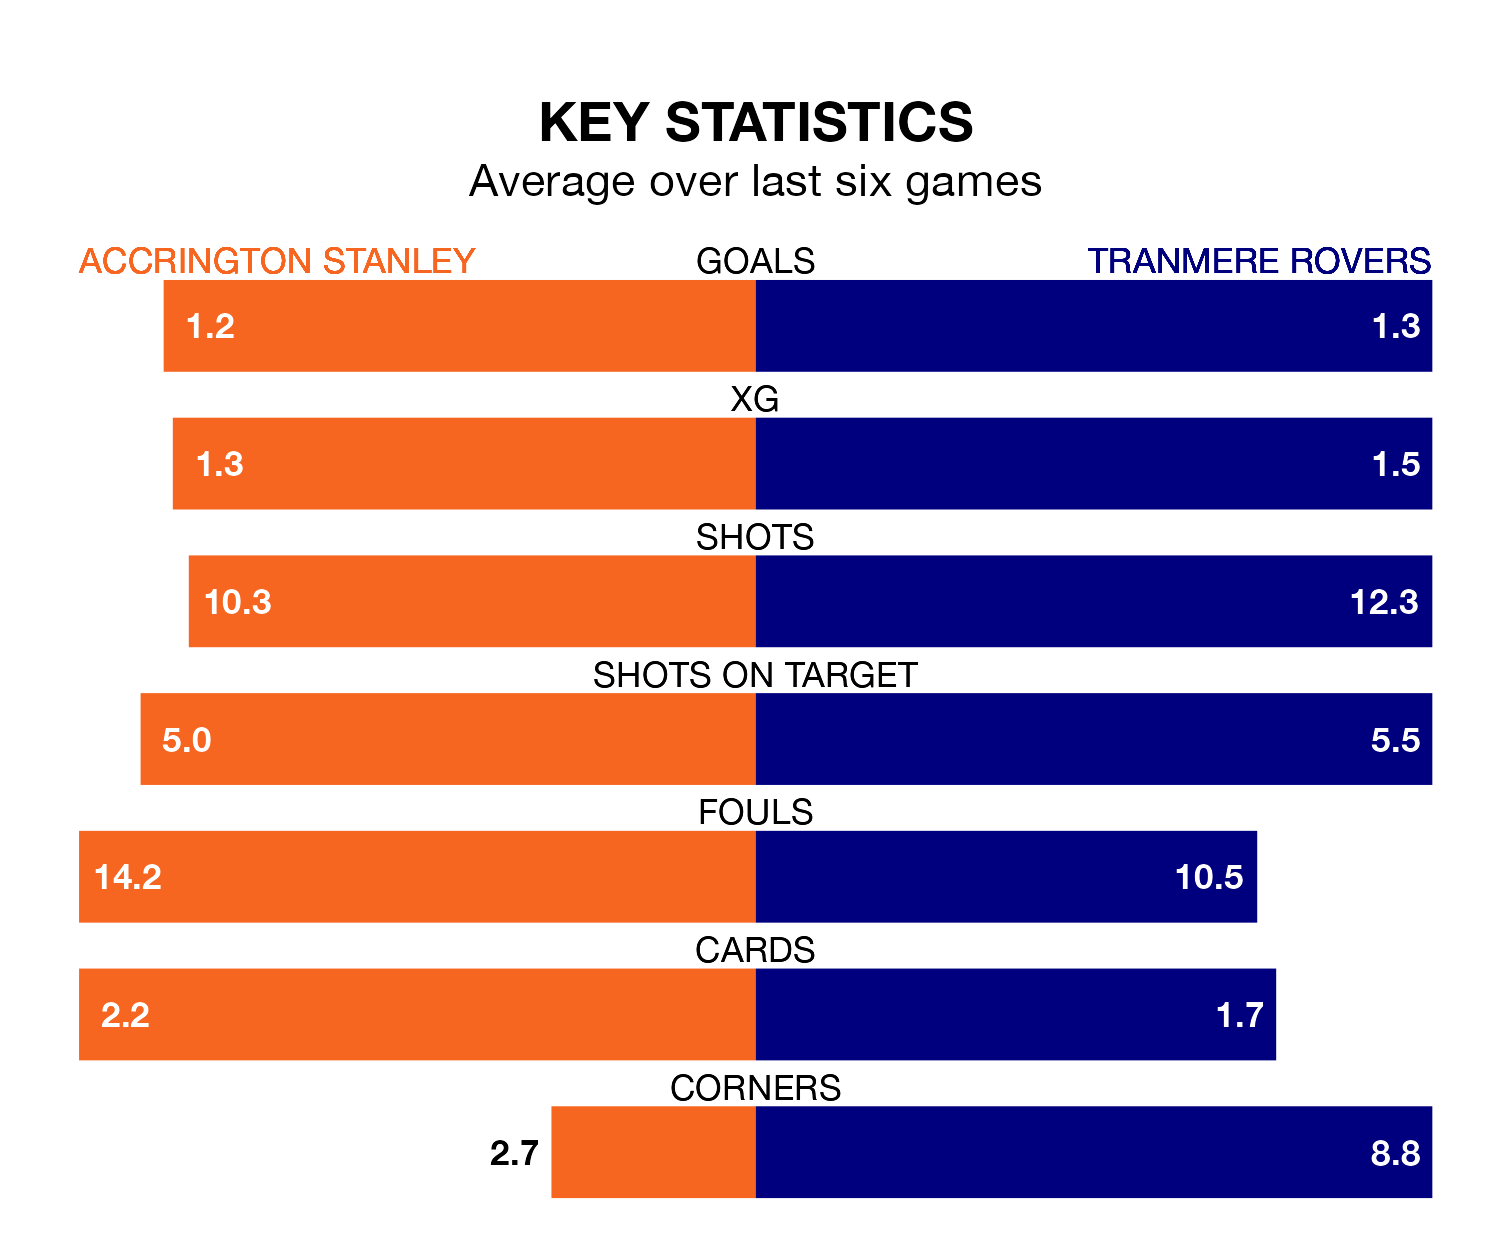 KEY STATISTICS
Average over last six games
ACCRINGTON STANLEY GOALS TRANMERE ROVERS
1.2 1.3
XG
1.3 1.5
SHOTS
10.3 12.3
SHOTS ON TARGET
5.0 5.5
FOULS
14.2 10.5
CARDS
2.2 1.7
CORNERS
2.7 8.8